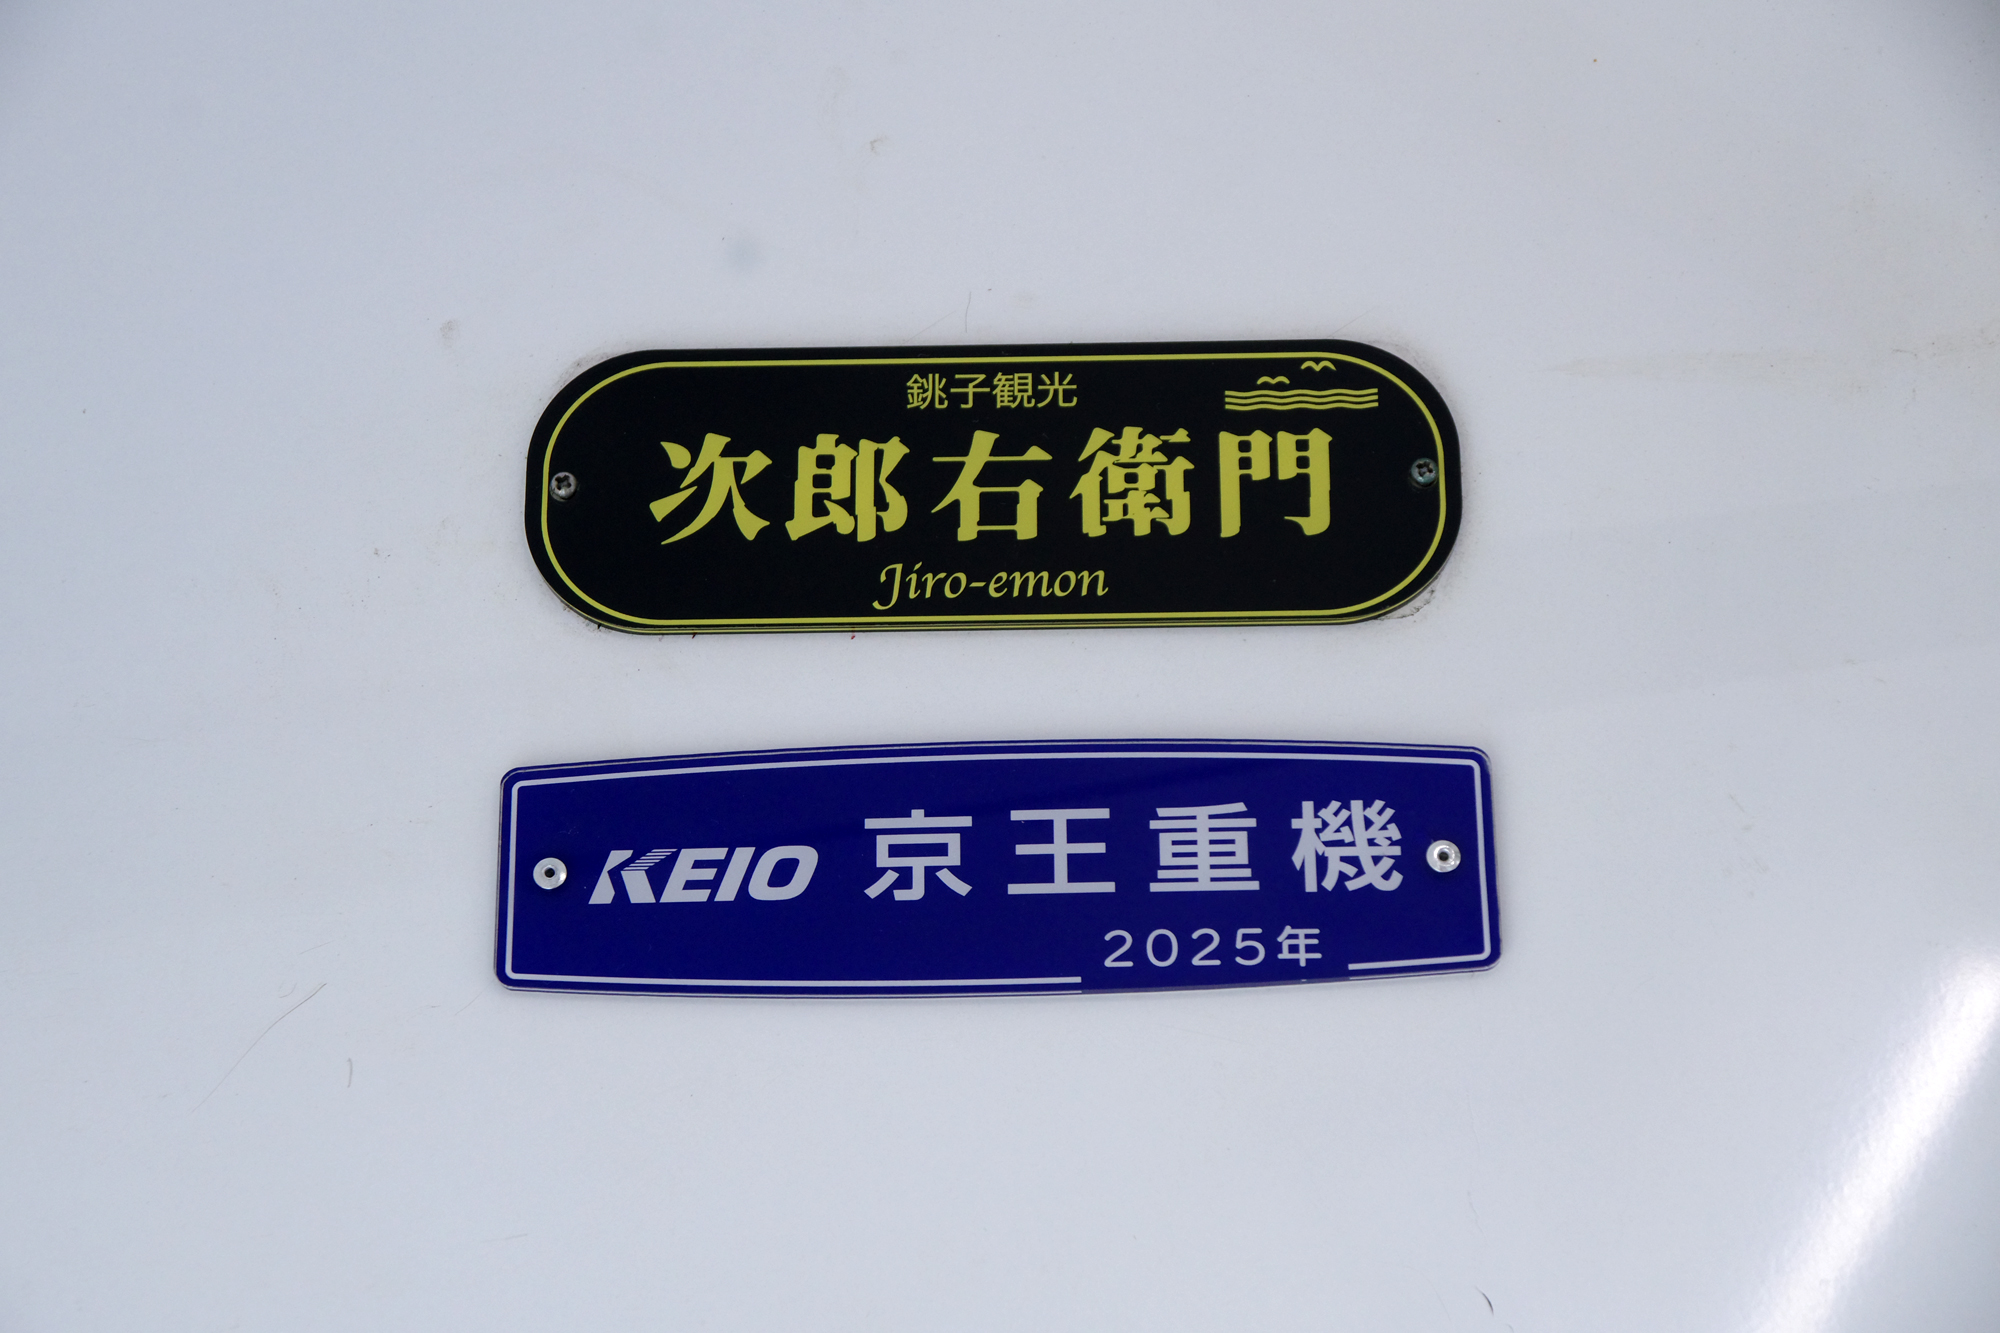 銚子観光
次郎右衛門
Jiro-emon
KEIO 京王重機
2025年